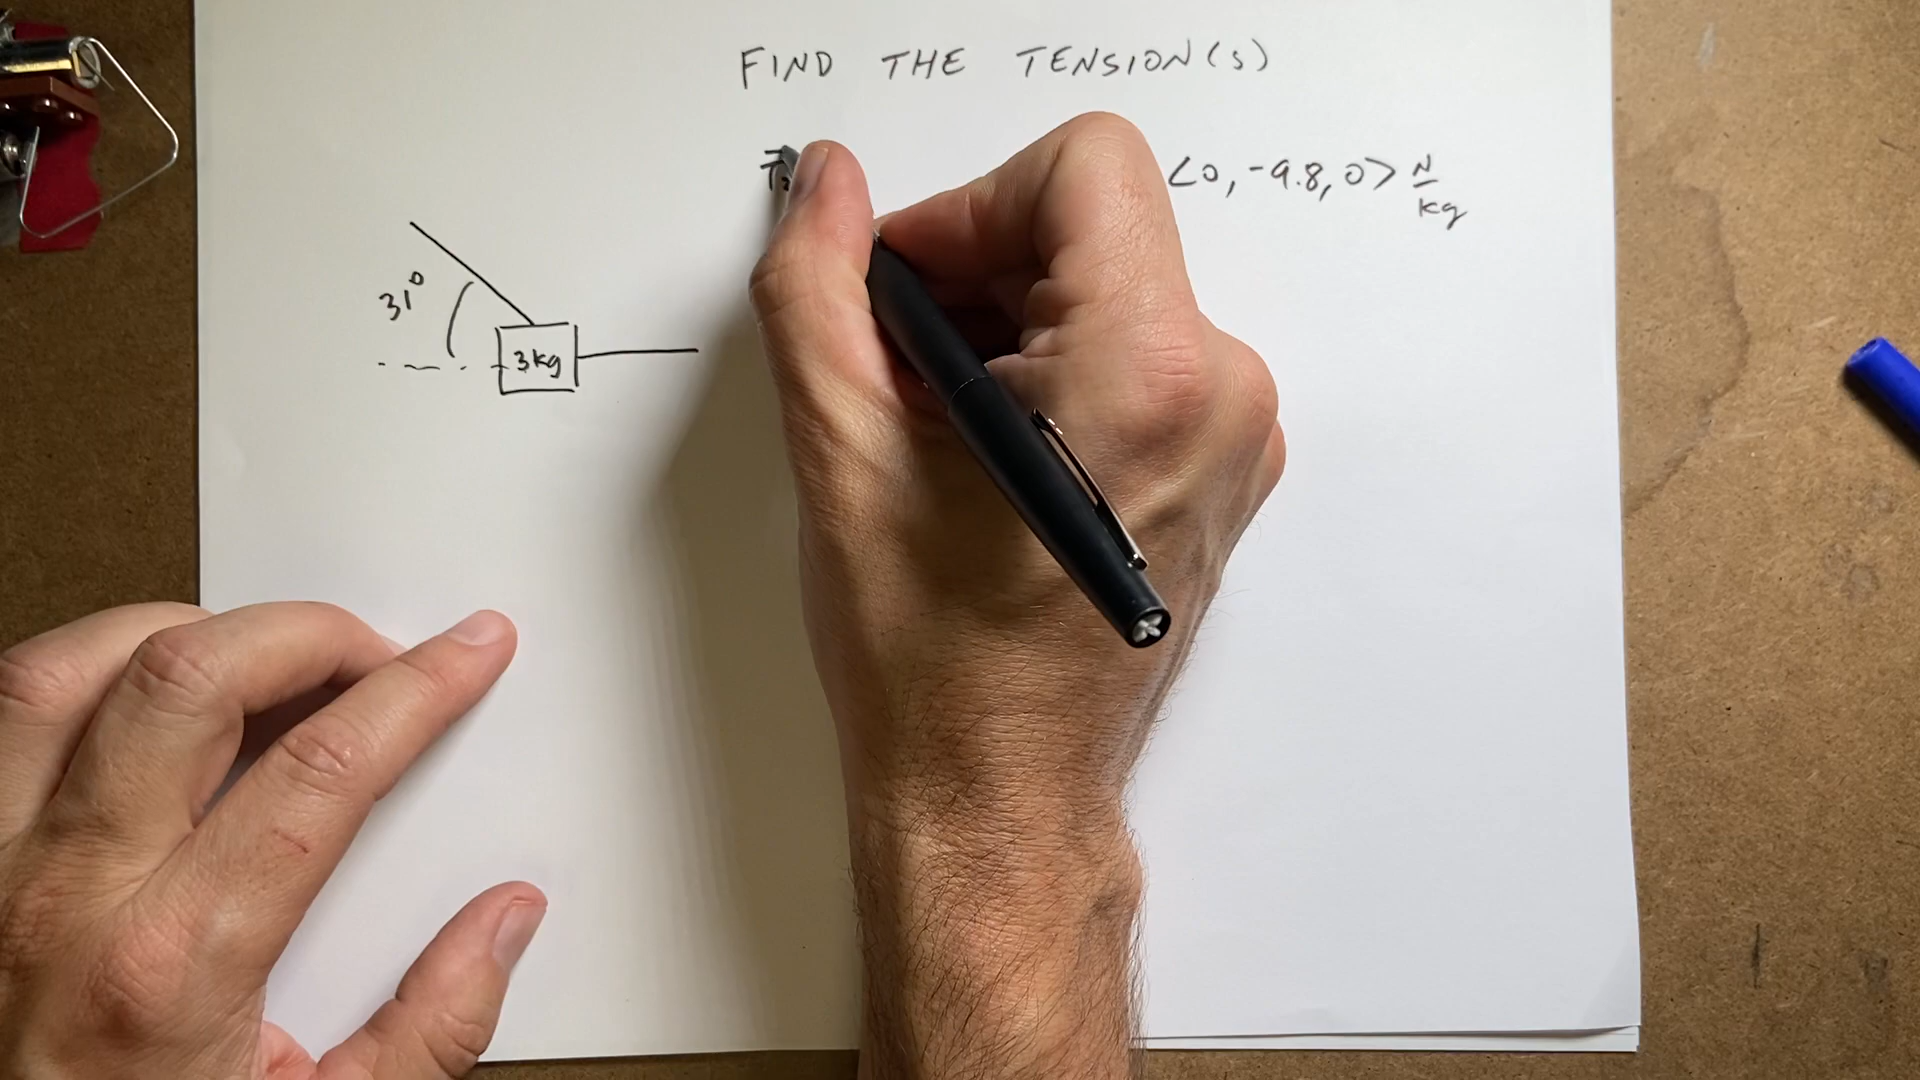 FIND THE TENSION(S)
<0, -9.8, 0> N/kg
31°
3kg